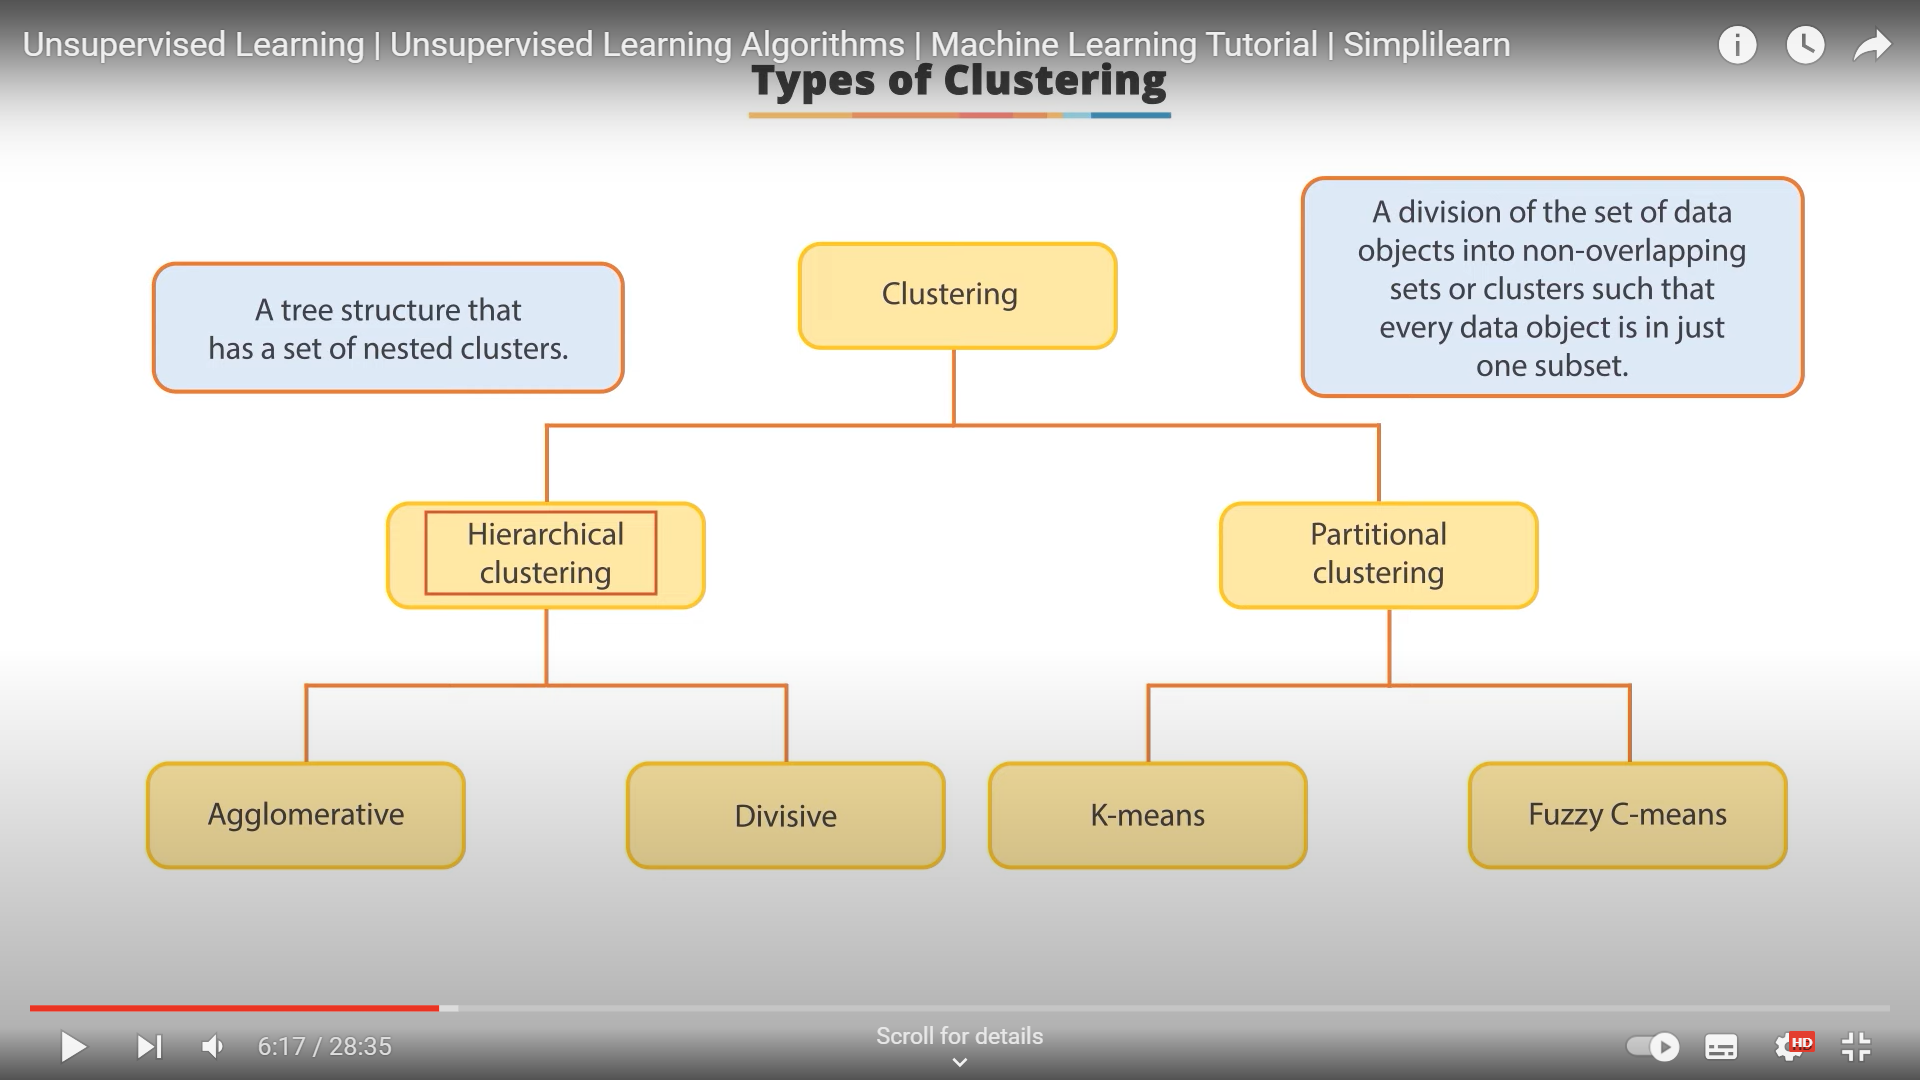 Unsupervised Learning | Unsupervised Learning Algorithms | Machine Learning Tutorial | Simplilearn
Types of Clustering
A division of the set of data
objects into non-overlapping
sets or clusters such that
every data object is in just
one subset.
Clustering
A tree structure that
has a set of nested clusters.
Hierarchical
clustering
Partitional
clustering
Agglomerative
Divisive
K-means
Fuzzy C-means
6:17 / 28:35
Scroll for details
HD